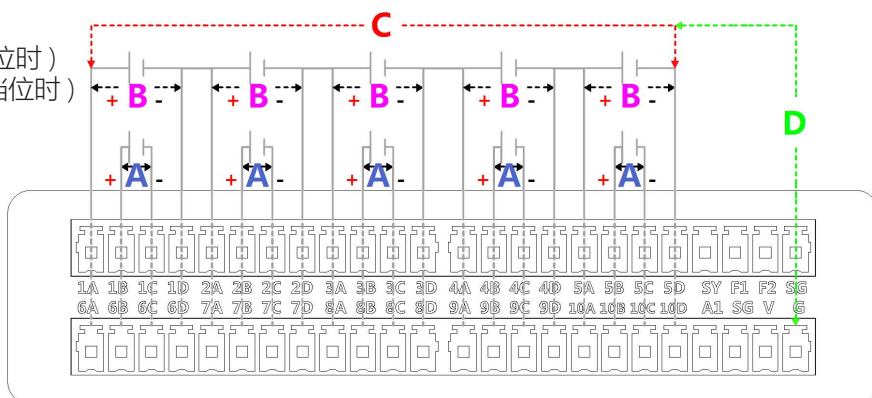 C
位时）
当位时）
+ B - + B - + B - + B - + B -
D
+ A - + A - + A - + A - + A -
1A 1B 1C 1D 2A 2B 2C 2D 3A 3B 3C 3D 4A 4B 4C 4D 5A 5B 5C 5D SY F1 F2 SG
6A 6B 6C 6D 7A 7B 7C 7D 8A 8B 8C 8D 9A 9B 9C 9D 10A 10B 10C 10D A1 SG V G